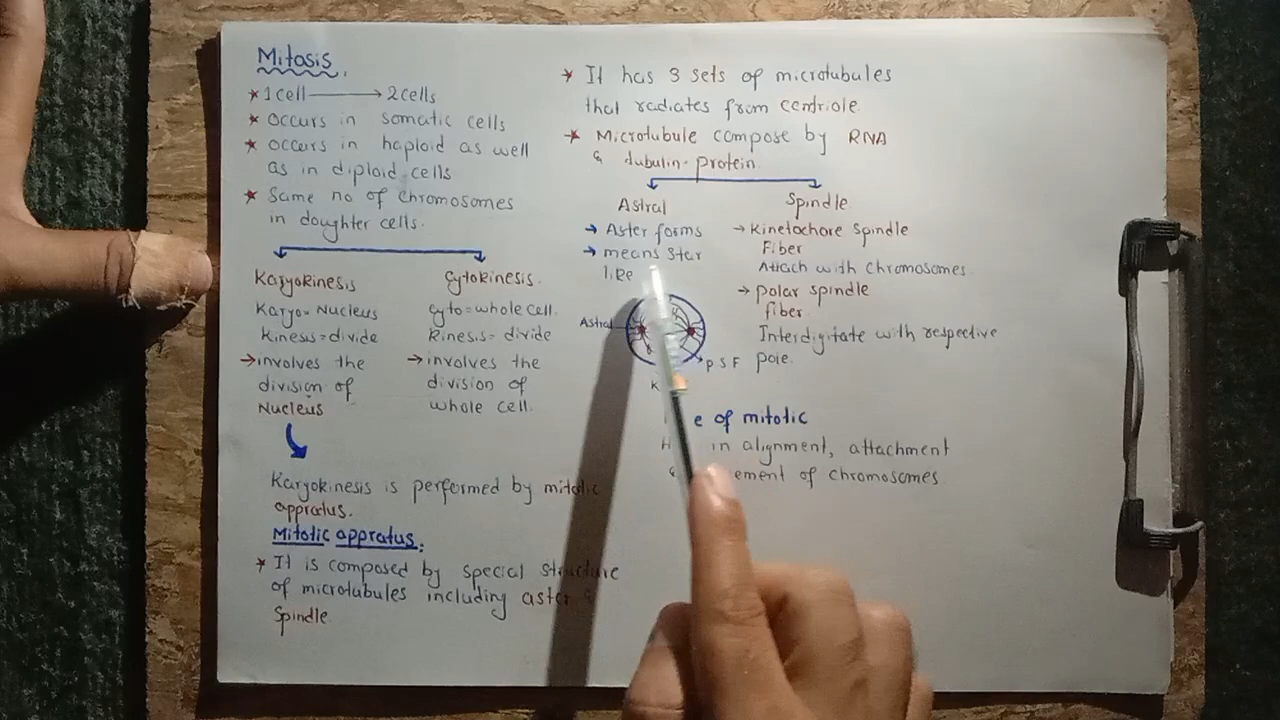 Mitosis.
* 1 cell → 2 cells
* Occurs in somatic cells
* occurs in haploid as well
as in diploid cells
* Same no of chromosomes
in doughter cells.
Karyokinesis
Karyo= Nucleus
Kinesis= divide
→ involves the
division of
Nucleus
Cytokinesis.
Cyto= whole cell.
Kinesis= divide
→ involves the
division of
whole cell.
Karyokinesis is performed by mitotic
appratus.
Mitotic appratus.
* It is composed by special structure
of microtubules including aster &
Spindle
* It has 3 sets of microtubules
that radiates from centriole
* Microtubule compose by RNA
& tubulin-protein
Astral
→ Aster forms
→ means star
like
Astral
P S F
K
Spindle
→ Kinetochore spindle
Fiber
Attach with chromosomes
→ polar spindle
fiber
Interdigitate with respective
pole.
e of mitotic
in alignment, attachment
ement of chromosomes